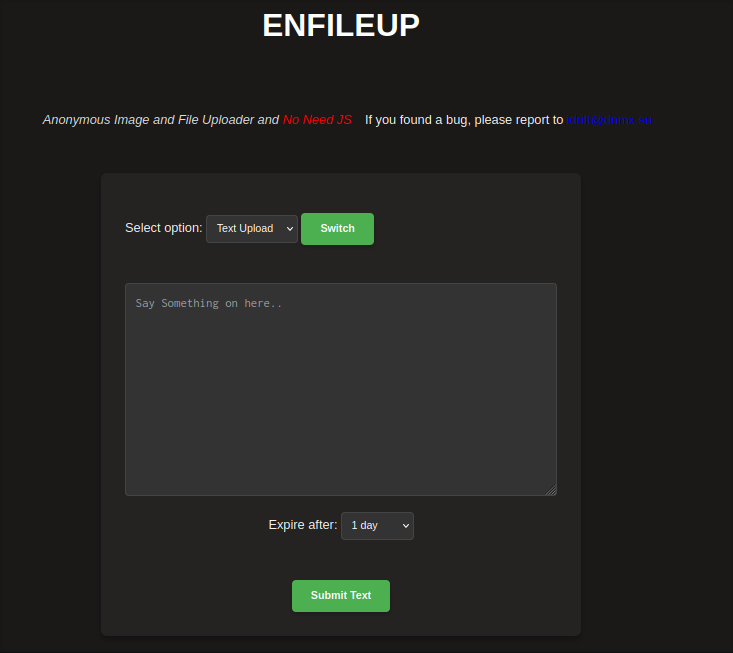 ENFILEUP
Anonymous Image and File Uploader and No Need JS If you found a bug, please report to
Select option: Text Upload Switch
Say Something on here..
Expire after: 1 day
Submit Text